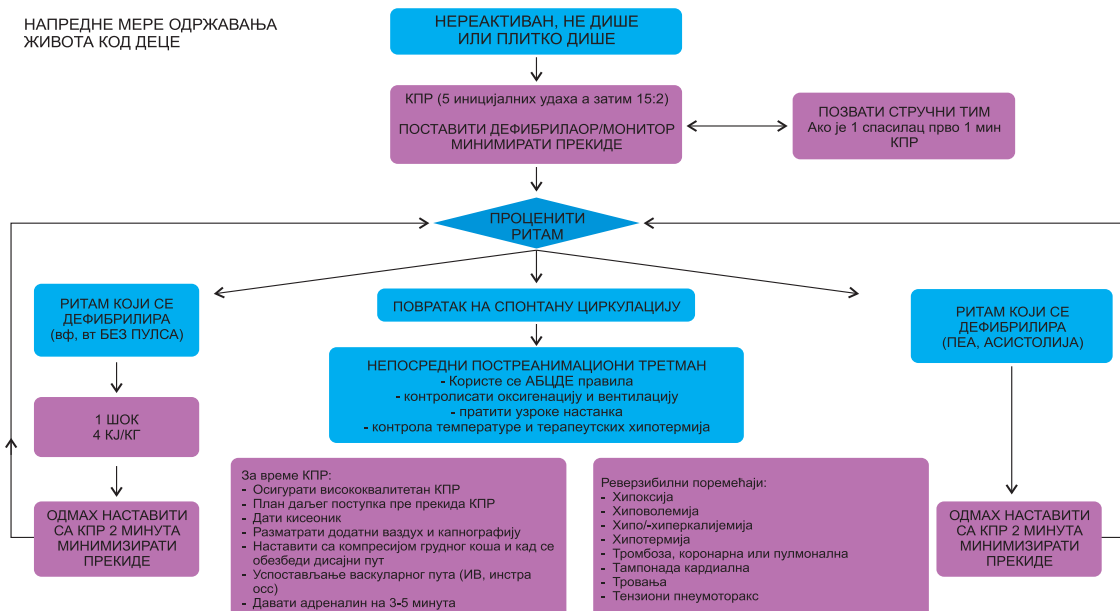 НАПРЕДНЕ МЕРЕ ОДРЖАВАЊА
ЖИВОТА КОД ДЕЦЕ
НЕРЕАКТИВАН, НЕ ДИШЕ
ИЛИ ПЛИТКО ДИШЕ
КПР (5 иницијалних удаха а затим 15:2)
ПОСТАВИТИ ДЕФИБРИЛАОР/МОНИТОР
МИНИМИРАТИ ПРЕКИДЕ
ПОЗВАТИ СТРУЧНИ ТИМ
Ако је 1 спасилац прво 1 мин
КПР
ПРОЦЕНИТИ
РИТАМ
РИТАМ КОЈИ СЕ
ДЕФИБРИЛИРА
(вф, вт БЕЗ ПУЛСА)
ПОВРАТАК НА СПОНТАНУ ЦИРКУЛАЦИЈУ
РИТАМ КОЈИ СЕ
ДЕФИБРИЛИРА
(ПЕА, АСИСТОЛИЈА)
НЕПОСРЕДНИ ПОСТРЕАНИМАЦИОНИ ТРЕТМАН
- Користе се АБЦДЕ правила
- контролисати оксигенацију и вентилацију
- пратити узроке настанка
- контрола температуре и терапеутских хипотермија
1 ШОК
4 КЈ/КГ
ОДМАХ НАСТАВИТИ
СА КПР 2 МИНУТА
МИНИМИЗИРАТИ
ПРЕКИДЕ
За време КПР:
- Осигурати висококвалитетан КПР
- План даљег поступка пре прекида КПР
- Дати кисеоник
- Разматрати додатни ваздух и капнографију
- Наставити са компресијом грудног коша и кад се
обезбеди дисајни пут
- Успостављање васкуларног пута (ИВ, инстра
осс)
- Давати адреналин на 3-5 минута
Реверзибилни поремећаји:
- Хипоксија
- Хиповолемија
- Хипо/-хиперкалијемија
- Хипотермија
- Тромбоза, коронарна или пулмонална
- Тампонада кардиална
- Тровања
- Тензиони пнеумоторакс
ОДМАХ НАСТАВИТИ
СА КПР 2 МИНУТА
МИНИМИЗИРАТИ
ПРЕКИДЕ